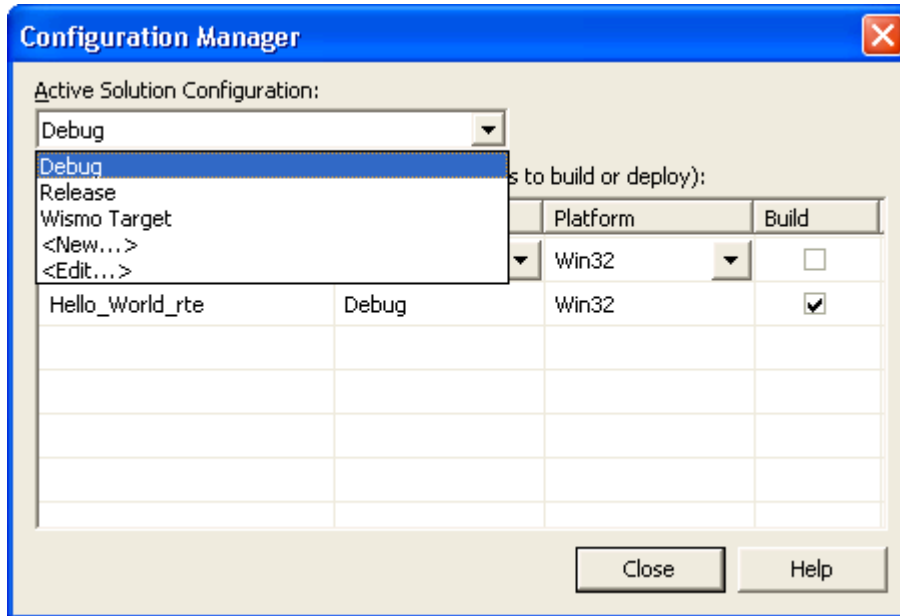 Configuration Manager
Active Solution Configuration:
Debug
Debug
Release
Wismo Target
<New...>
<Edit...>
s to build or deploy):
Platform Build
Win32
Hello_World_rte Debug Win32
Close Help